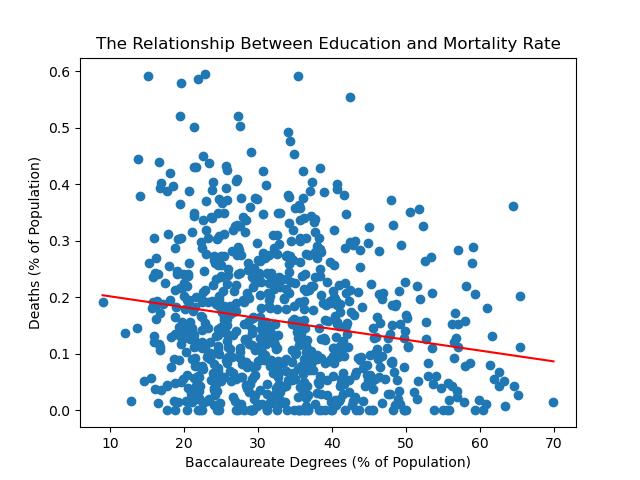 The Relationship Between Education and Mortality Rate
0.6
0.5
0.4
0.3
0.2
0.1
0.0
Deaths (% of Population)
10 20 30 40 50 60 70
Baccalaureate Degrees (% of Population)